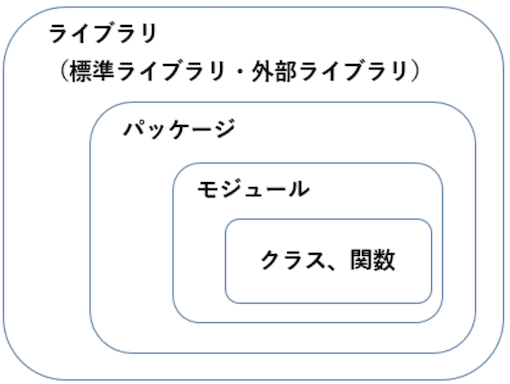 ライブラリ
（標準ライブラリ・外部ライブラリ）
パッケージ
モジュール
クラス、関数